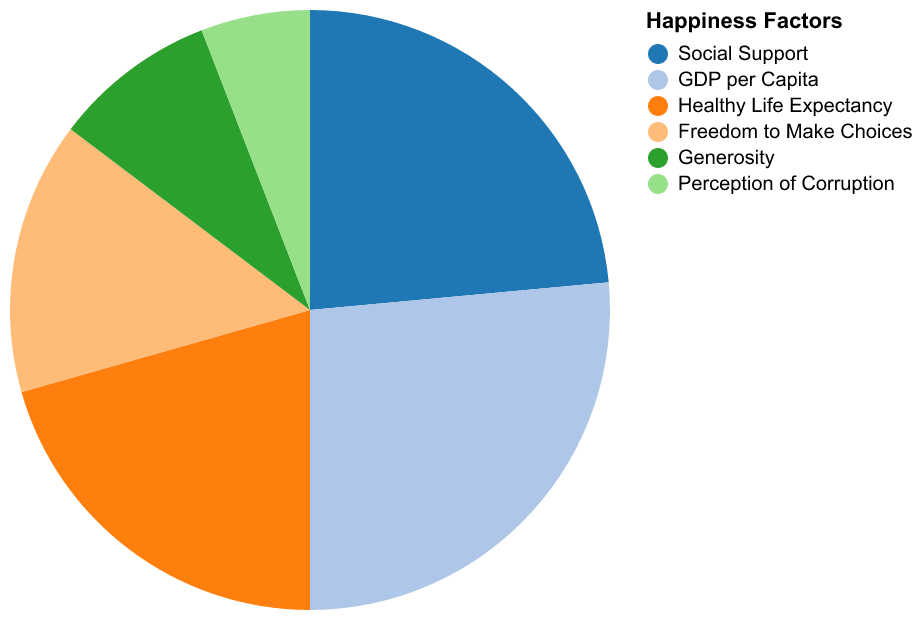 Happiness Factors
Social Support
GDP per Capita
Healthy Life Expectancy
Freedom to Make Choices
Generosity
Perception of Corruption